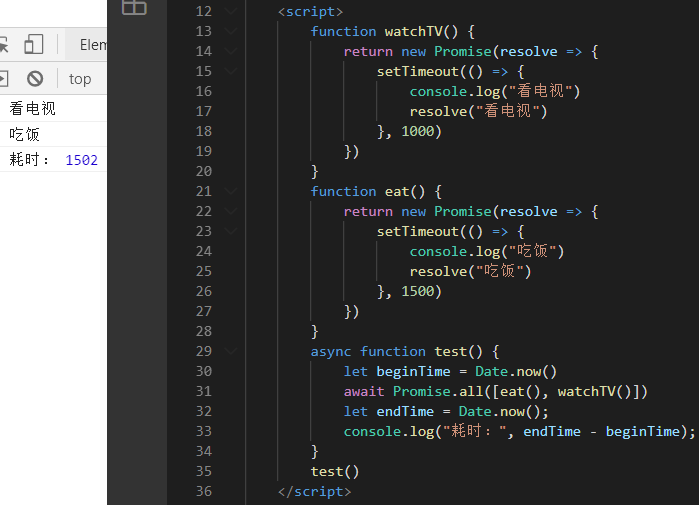 Elem
top
看电视
吃饭
耗时： 1502
12 <script>
13 function watchTV() {
14 return new Promise(resolve => {
15 setTimeout(() => {
16 console.log("看电视")
17 resolve("看电视")
18 }, 1000)
19 })
20 }
21 function eat() {
22 return new Promise(resolve => {
23 setTimeout(() => {
24 console.log("吃饭")
25 resolve("吃饭")
26 }, 1500)
27 })
28 }
29 async function test() {
30 let beginTime = Date.now()
31 await Promise.all([eat(), watchTV()])
32 let endTime = Date.now();
33 console.log("耗时：", endTime - beginTime);
34 }
35 test()
36 </script>